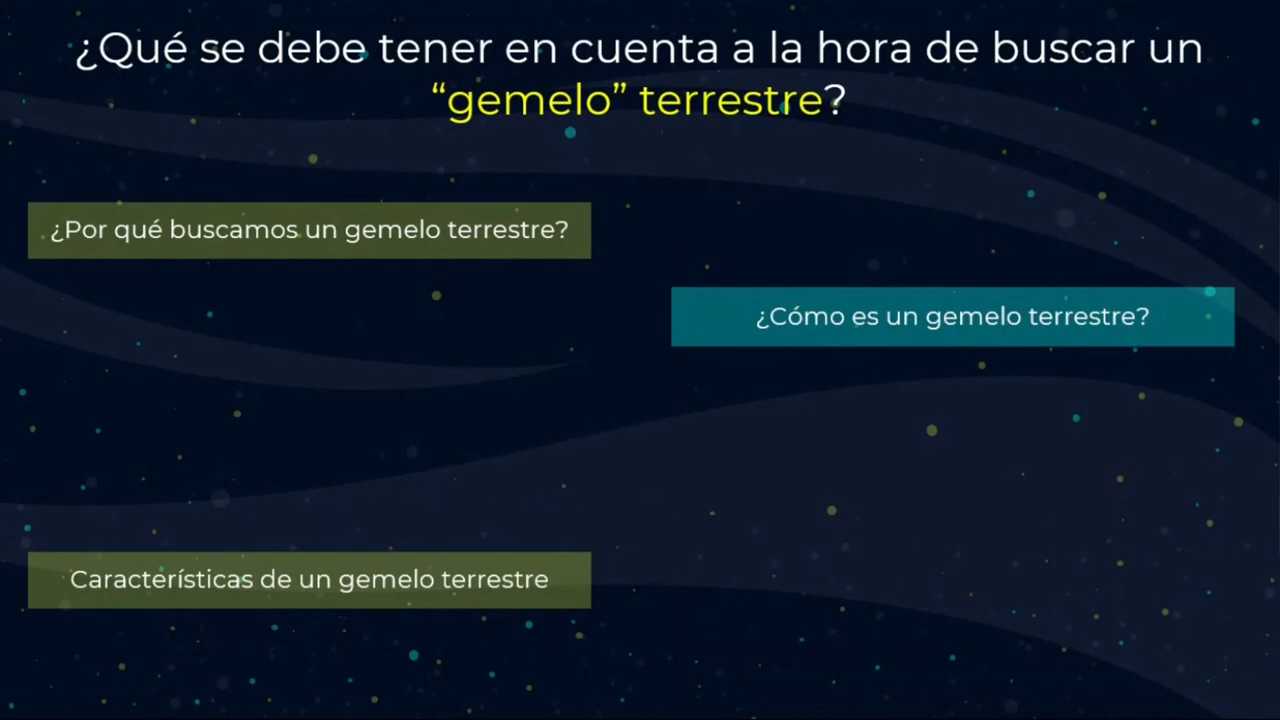 ¿Qué se debe tener en cuenta a la hora de buscar un
“gemelo” terrestre?
¿Por qué buscamos un gemelo terrestre?
¿Cómo es un gemelo terrestre?
Características de un gemelo terrestre